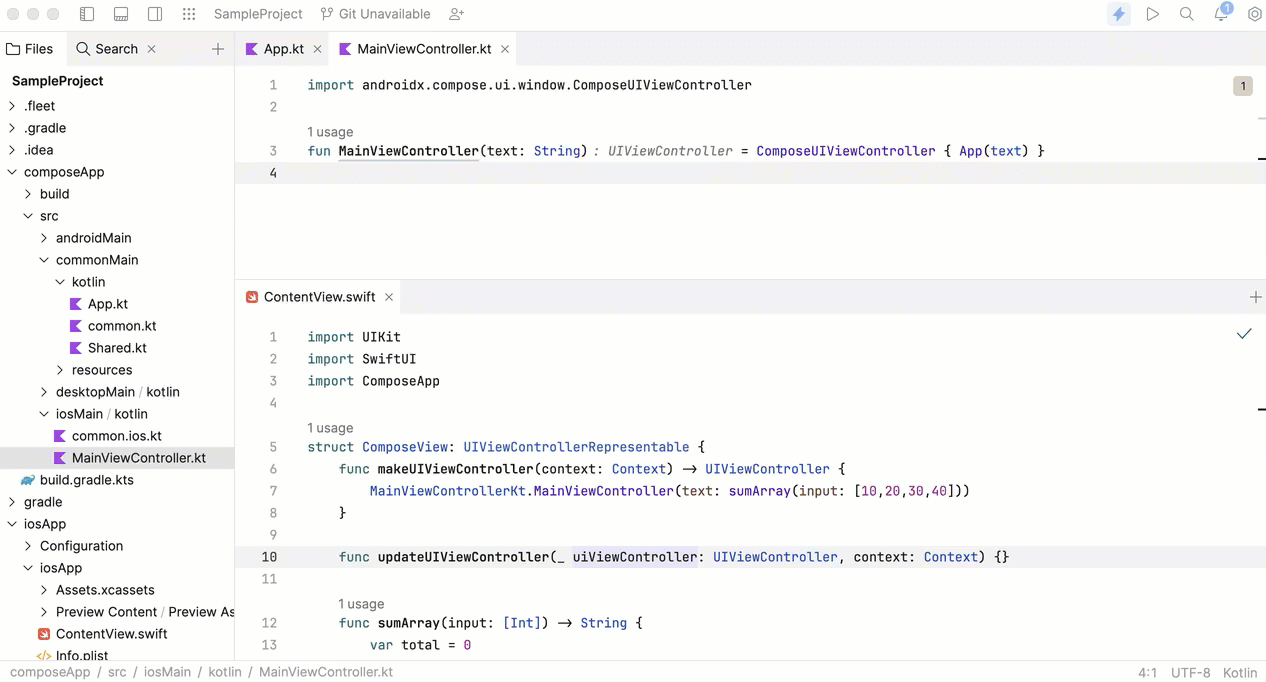 SampleProject
Git Unavailable
1
Files
Search
App.kt
MainViewController.kt
SampleProject
.fleet
.gradle
.idea
composeApp
build
src
androidMain
commonMain
kotlin
App.kt
common.kt
Shared.kt
resources
desktopMain / kotlin
iosMain / kotlin
common.ios.kt
MainViewController.kt
build.gradle.kts
gradle
iosApp
Configuration
iosApp
Assets.xcassets
Preview Content / Preview As
ContentView.swift
Info.plist
1 import androidx.compose.ui.window.ComposeUIViewController
1
2
1 usage
3 fun MainViewController(text: String) : UIViewController = ComposeUIViewController { App(text) }
4
ContentView.swift
1 import UIKit
2 import SwiftUI
3 import ComposeApp
4
1 usage
5 struct ComposeView: UIViewControllerRepresentable {
6 func makeUIViewController(context: Context) -> UIViewController {
7 MainViewControllerKt.MainViewController(text: sumArray(input: [10,20,30,40]))
8 }
9
10 func updateUIViewController(_ uiViewController: UIViewController, context: Context) {}
11
1 usage
12 func sumArray(input: [Int]) -> String {
13 var total = 0
composeApp / src / iosMain / kotlin / MainViewController.kt
4:1 UTF-8 Kotlin